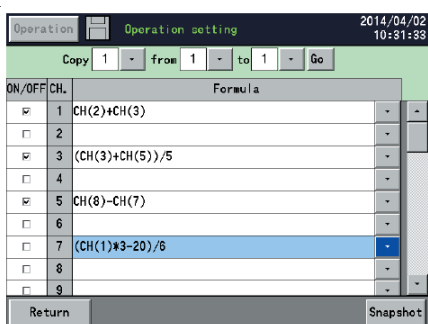 Operation Operation setting 2014/04/02
10:31:33
Copy 1 from 1 to 1 Go
ON/OFF CH. Formula
1 CH(2)+CH(3)
2
3 (CH(3)+CH(5))/5
4
5 CH(8)-CH(7)
6
7 (CH(1)*3-20)/6
8
9
Return Snapshot